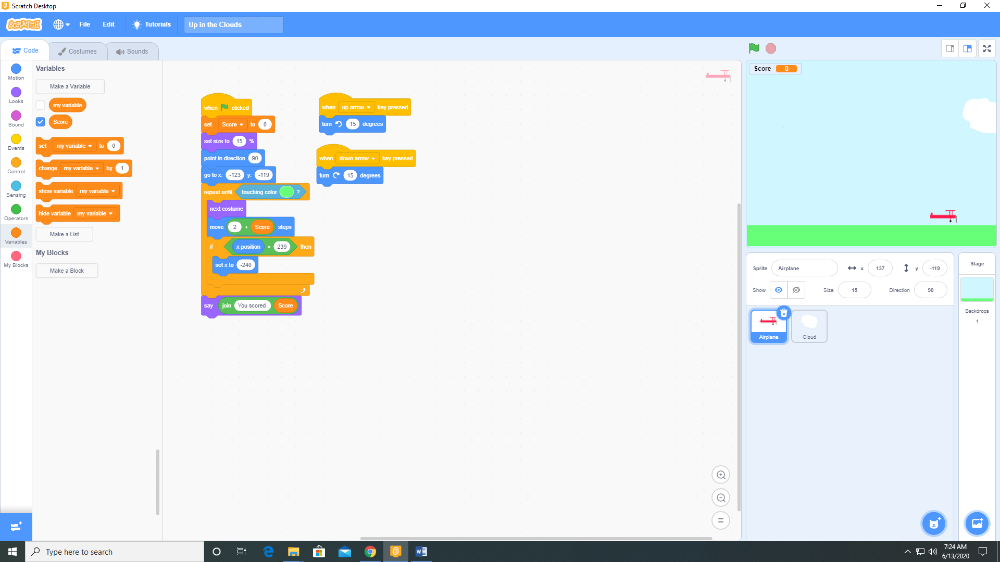 Scratch Desktop
SCRATCH File Edit Tutorials Up in the Clouds
Code Costumes Sounds
Motion
Looks
Sound
Events
Control
Sensing
Operators
Variables
My Blocks
Variables
Make a Variable
my variable
Score
set my variable to 0
change my variable by 1
show variable my variable
hide variable my variable
Make a List
My Blocks
Make a Block
when clicked
set Score to 0
set size to 15 %
point in direction 90
go to x: -123 y: -119
repeat until touching color ?
next costume
move 2 + Score steps
if x position > 239 then
set x to -240
say join You scored Score
when up arrow key pressed
turn 15 degrees
when down arrow key pressed
turn 15 degrees
Score 0
Sprite Airplane x 137 y -119
Show Size 15 Direction 90
Airplane
Cloud
Stage
Backdrops
1
Type here to search
7:24 AM
6/13/2020